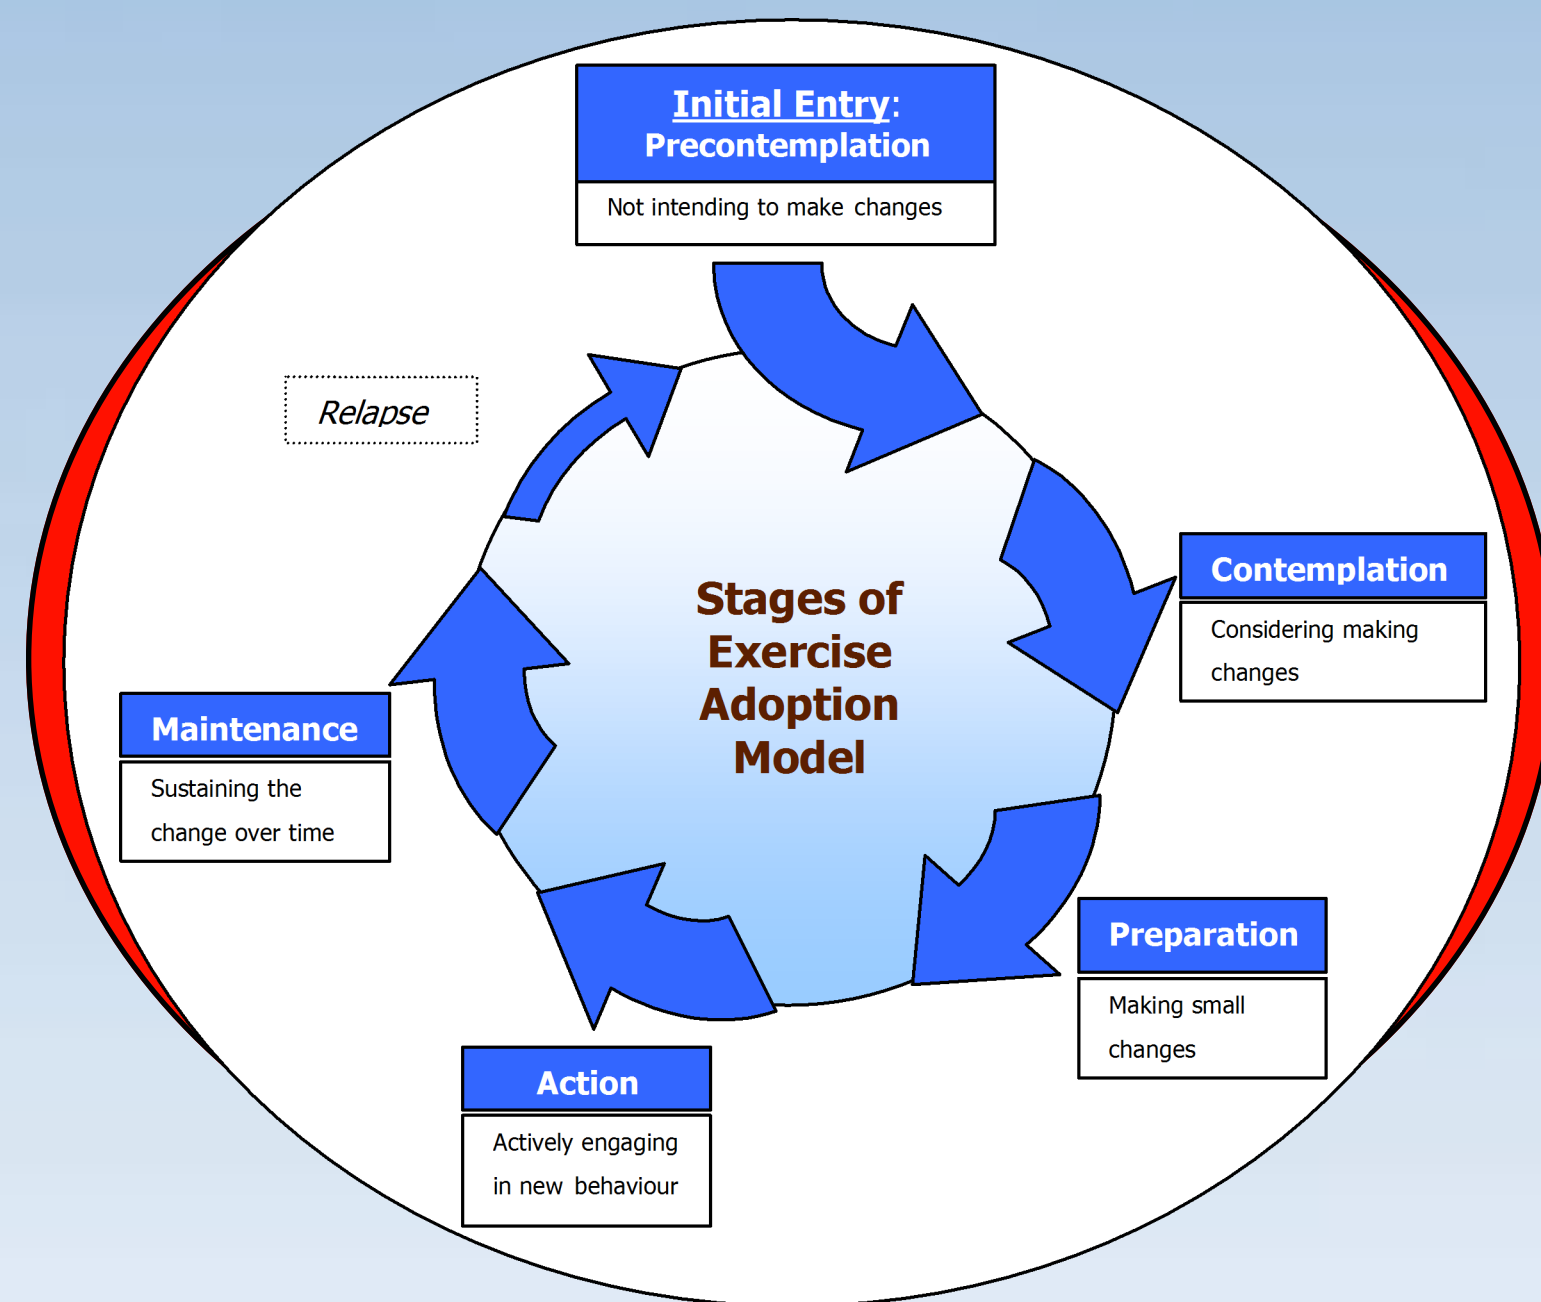 Initial Entry:
Precontemplation
Not intending to make changes
Relapse
Stages of
Exercise
Adoption
Model
Contemplation
Considering making
changes
Preparation
Making small
changes
Action
Actively engaging
in new behaviour
Maintenance
Sustaining the
change over time